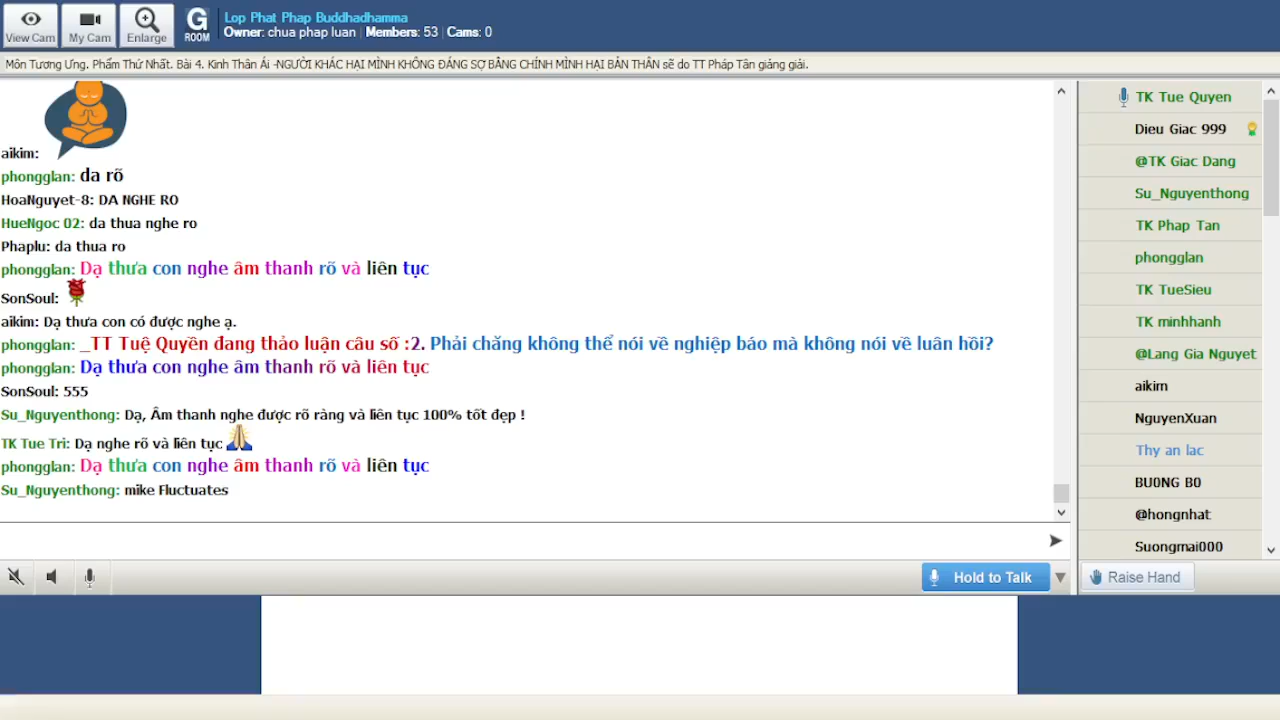 View Cam
My Cam
Enlarge
G
ROOM
Lop Phat Phap Buddhadhamma
Owner: chua phap luan | Members: 53 | Cams: 0
Môn Tương Ưng. Phẩm Thứ Nhất. Bài 4. Kinh Thân Ái -NGƯỜI KHÁC HẠI MÌNH KHÔNG ĐÁNG SỢ BẰNG CHÍNH MÌNH HẠI BẢN THÂN sẽ do TT Pháp Tân giảng giải.
aikim:
phongglan: da rõ
HoaNguyet-8: DA NGHE RO
HueNgoc 02: da thua nghe ro
Phaplu: da thua ro
phongglan: Dạ thưa con nghe âm thanh rõ và liên tục
SonSoul:
aikim: Dạ thưa con có được nghe ạ.
phongglan: _TT Tuệ Quyền đang thảo luận câu số :2. Phải chăng không thể nói về nghiệp báo mà không nói về luân hồi?
phongglan: Dạ thưa con nghe âm thanh rõ và liên tục
SonSoul: 555
Su_Nguyenthong: Dạ, Âm thanh nghe được rõ ràng và liên tục 100% tốt đẹp !
TK Tue Tri: Dạ nghe rõ và liên tục
phongglan: Dạ thưa con nghe âm thanh rõ và liên tục
Su_Nguyenthong: mike Fluctuates
Hold to Talk
TK Tue Quyen
Dieu Giac 999
@TK Giac Dang
Su_Nguyenthong
TK Phap Tan
phongglan
TK TueSieu
TK minhhanh
@Lang Gia Nguyet
aikim
NguyenXuan
Thy an lac
BU0NG B0
@hongnhat
Suongmai000
Raise Hand